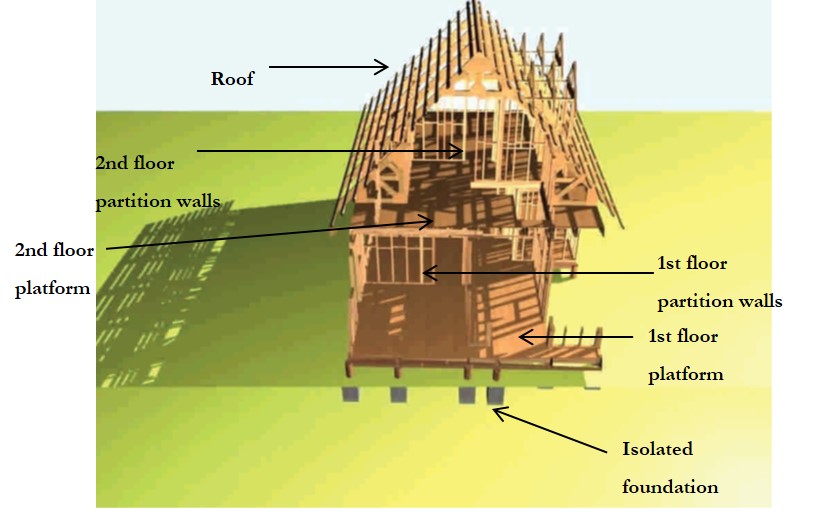 Roof
2nd floor
partition walls
2nd floor
platform
1st floor
partition walls
1st floor
platform
Isolated
foundation